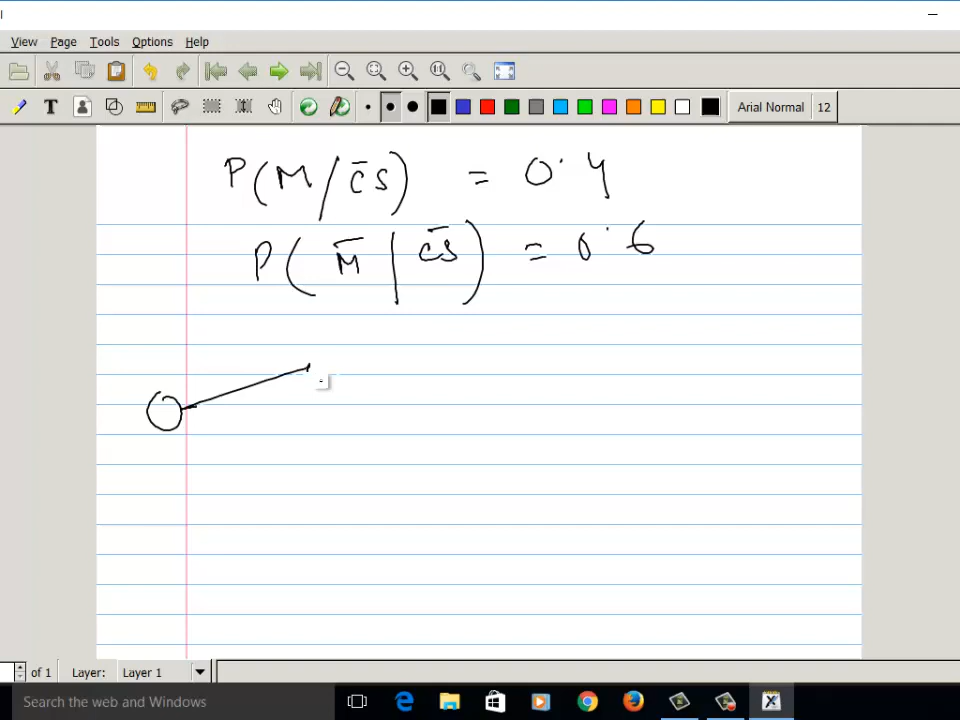 View Page Tools Options Help
T Arial Normal 12
P(M/C̄S) = 0.4
P(M̄|C̄S̄) = 0.6
of 1 Layer: Layer 1
Search the web and Windows